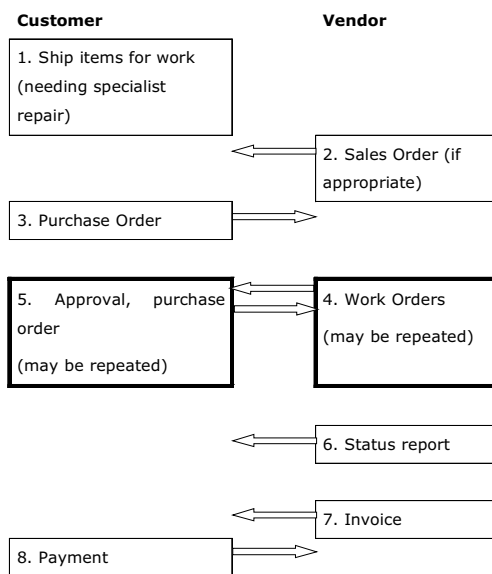 Customer
Vendor
1. Ship items for work
(needing specialist
repair)
2. Sales Order (if
appropriate)
3. Purchase Order
5. Approval, purchase
order
(may be repeated)
4. Work Orders
(may be repeated)
6. Status report
7. Invoice
8. Payment